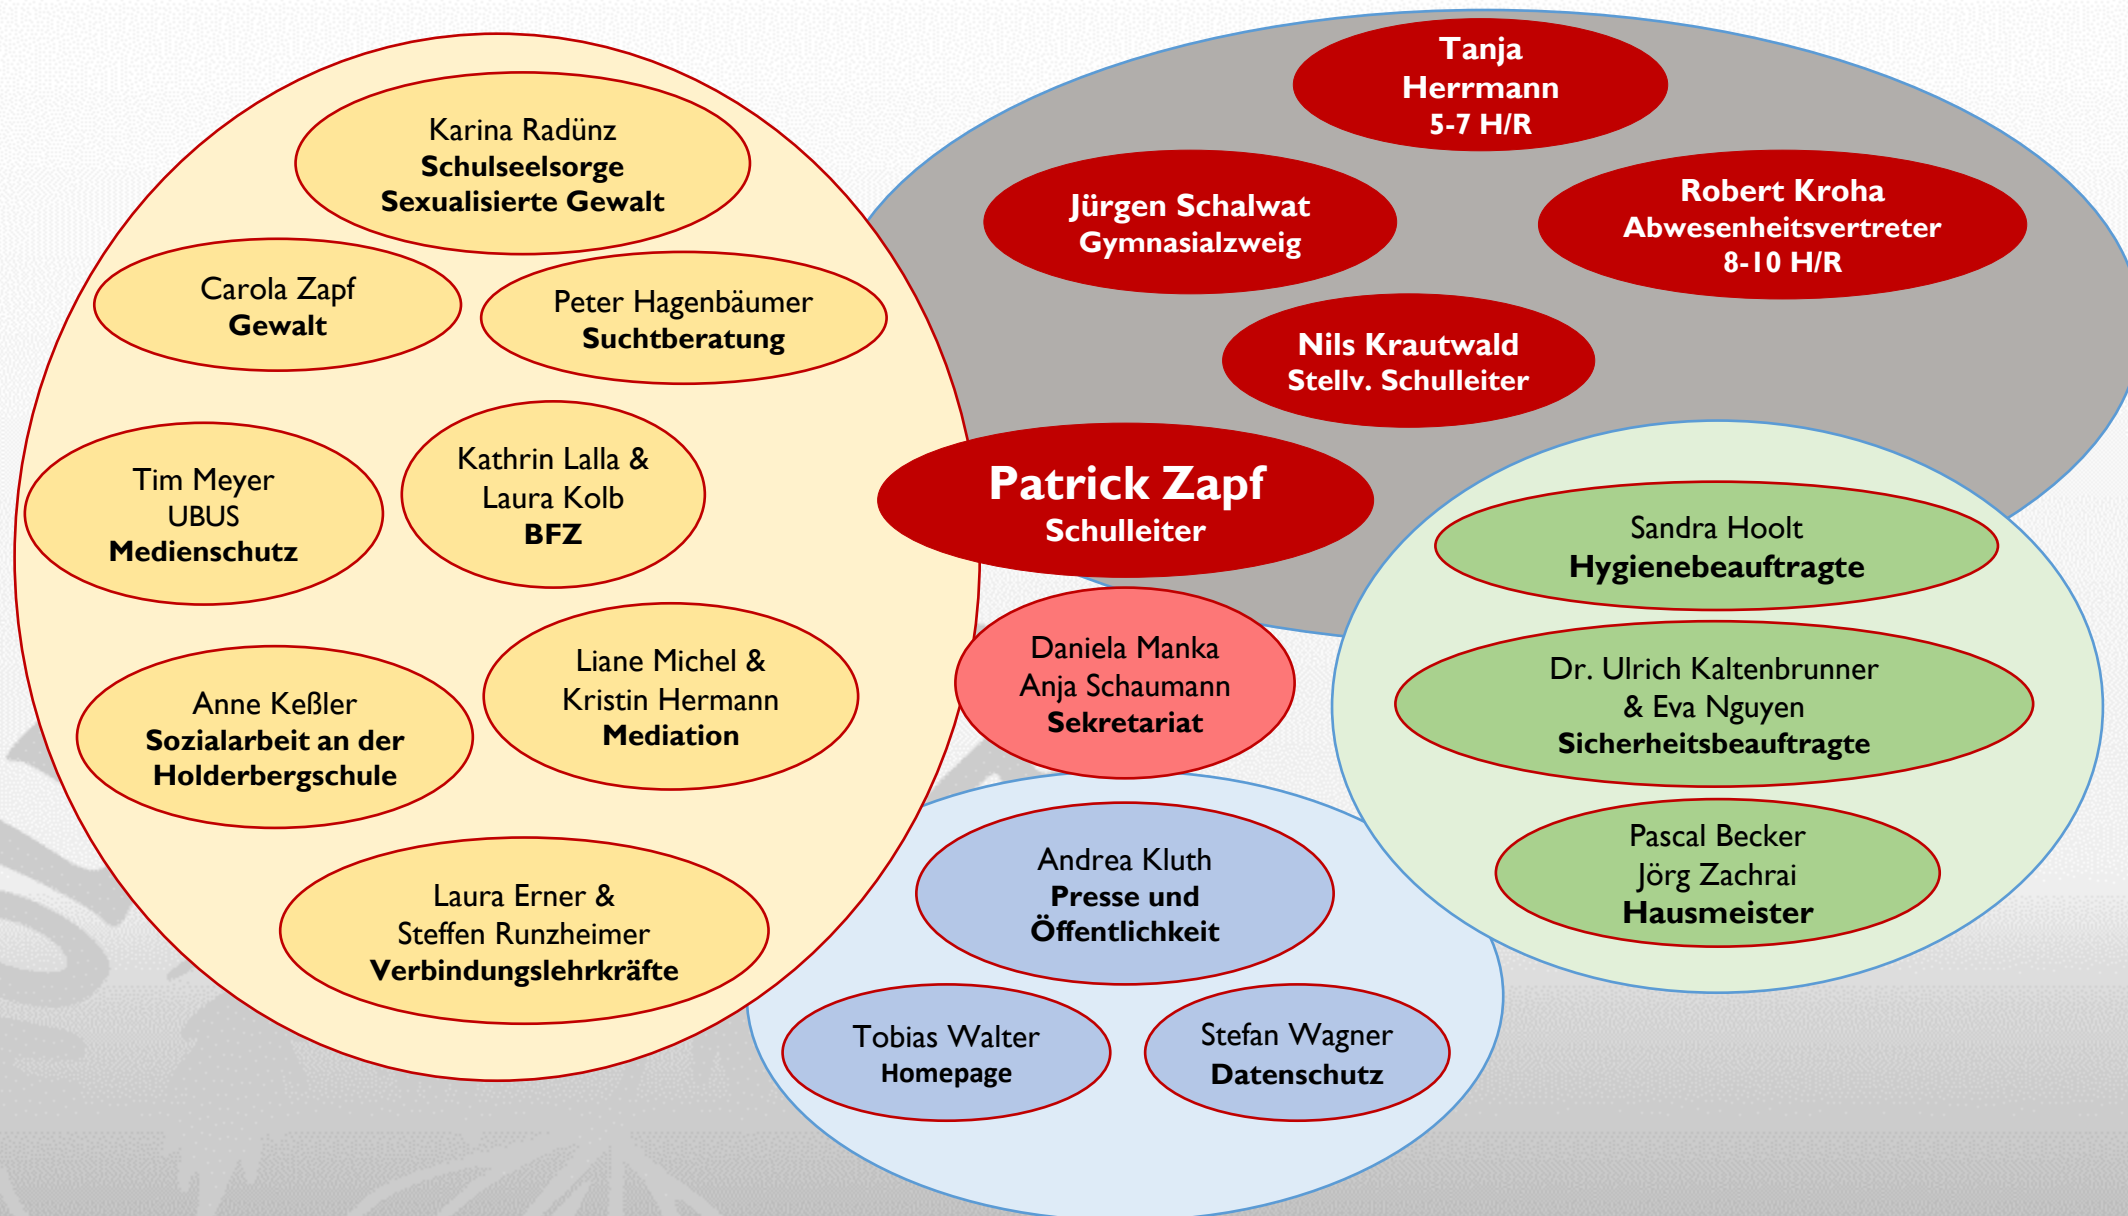 Karina Radünz
Schulseelsorge
Sexualisierte Gewalt
Carola Zapf
Gewalt
Peter Hagenbäumer
Suchtberatung
Tim Meyer
UBUS
Medienschutz
Kathrin Lalla &
Laura Kolb
BFZ
Anne Keßler
Sozialarbeit an der
Holderbergschule
Liane Michel &
Kristin Hermann
Mediation
Laura Erner &
Steffen Runzheimer
Verbindungslehrkräfte
Tanja
Herrmann
5-7 H/R
Jürgen Schalwat
Gymnasialzweig
Robert Kroha
Abwesenheitsvertreter
8-10 H/R
Nils Krautwald
Stellv. Schulleiter
Patrick Zapf
Schulleiter
Daniela Manka
Anja Schaumann
Sekretariat
Sandra Hoolt
Hygienebeauftragte
Dr. Ulrich Kaltenbrunner
& Eva Nguyen
Sicherheitsbeauftragte
Pascal Becker
Jörg Zachrai
Hausmeister
Andrea Kluth
Presse und
Öffentlichkeit
Tobias Walter
Homepage
Stefan Wagner
Datenschutz